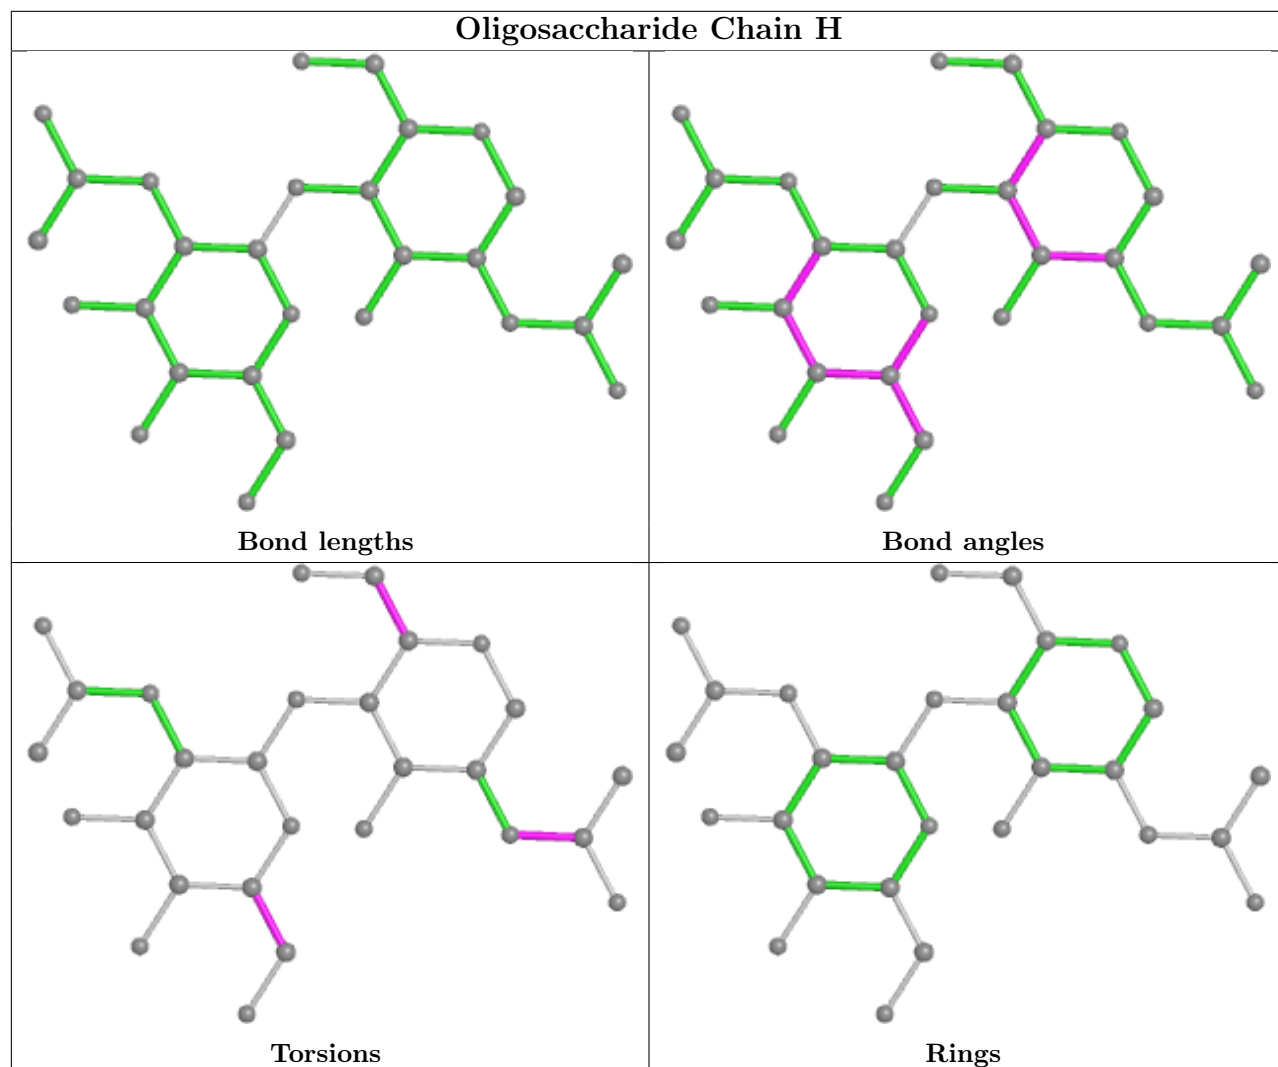 Oligosaccharide Chain H
Bond lengths
Bond angles
Torsions
Rings